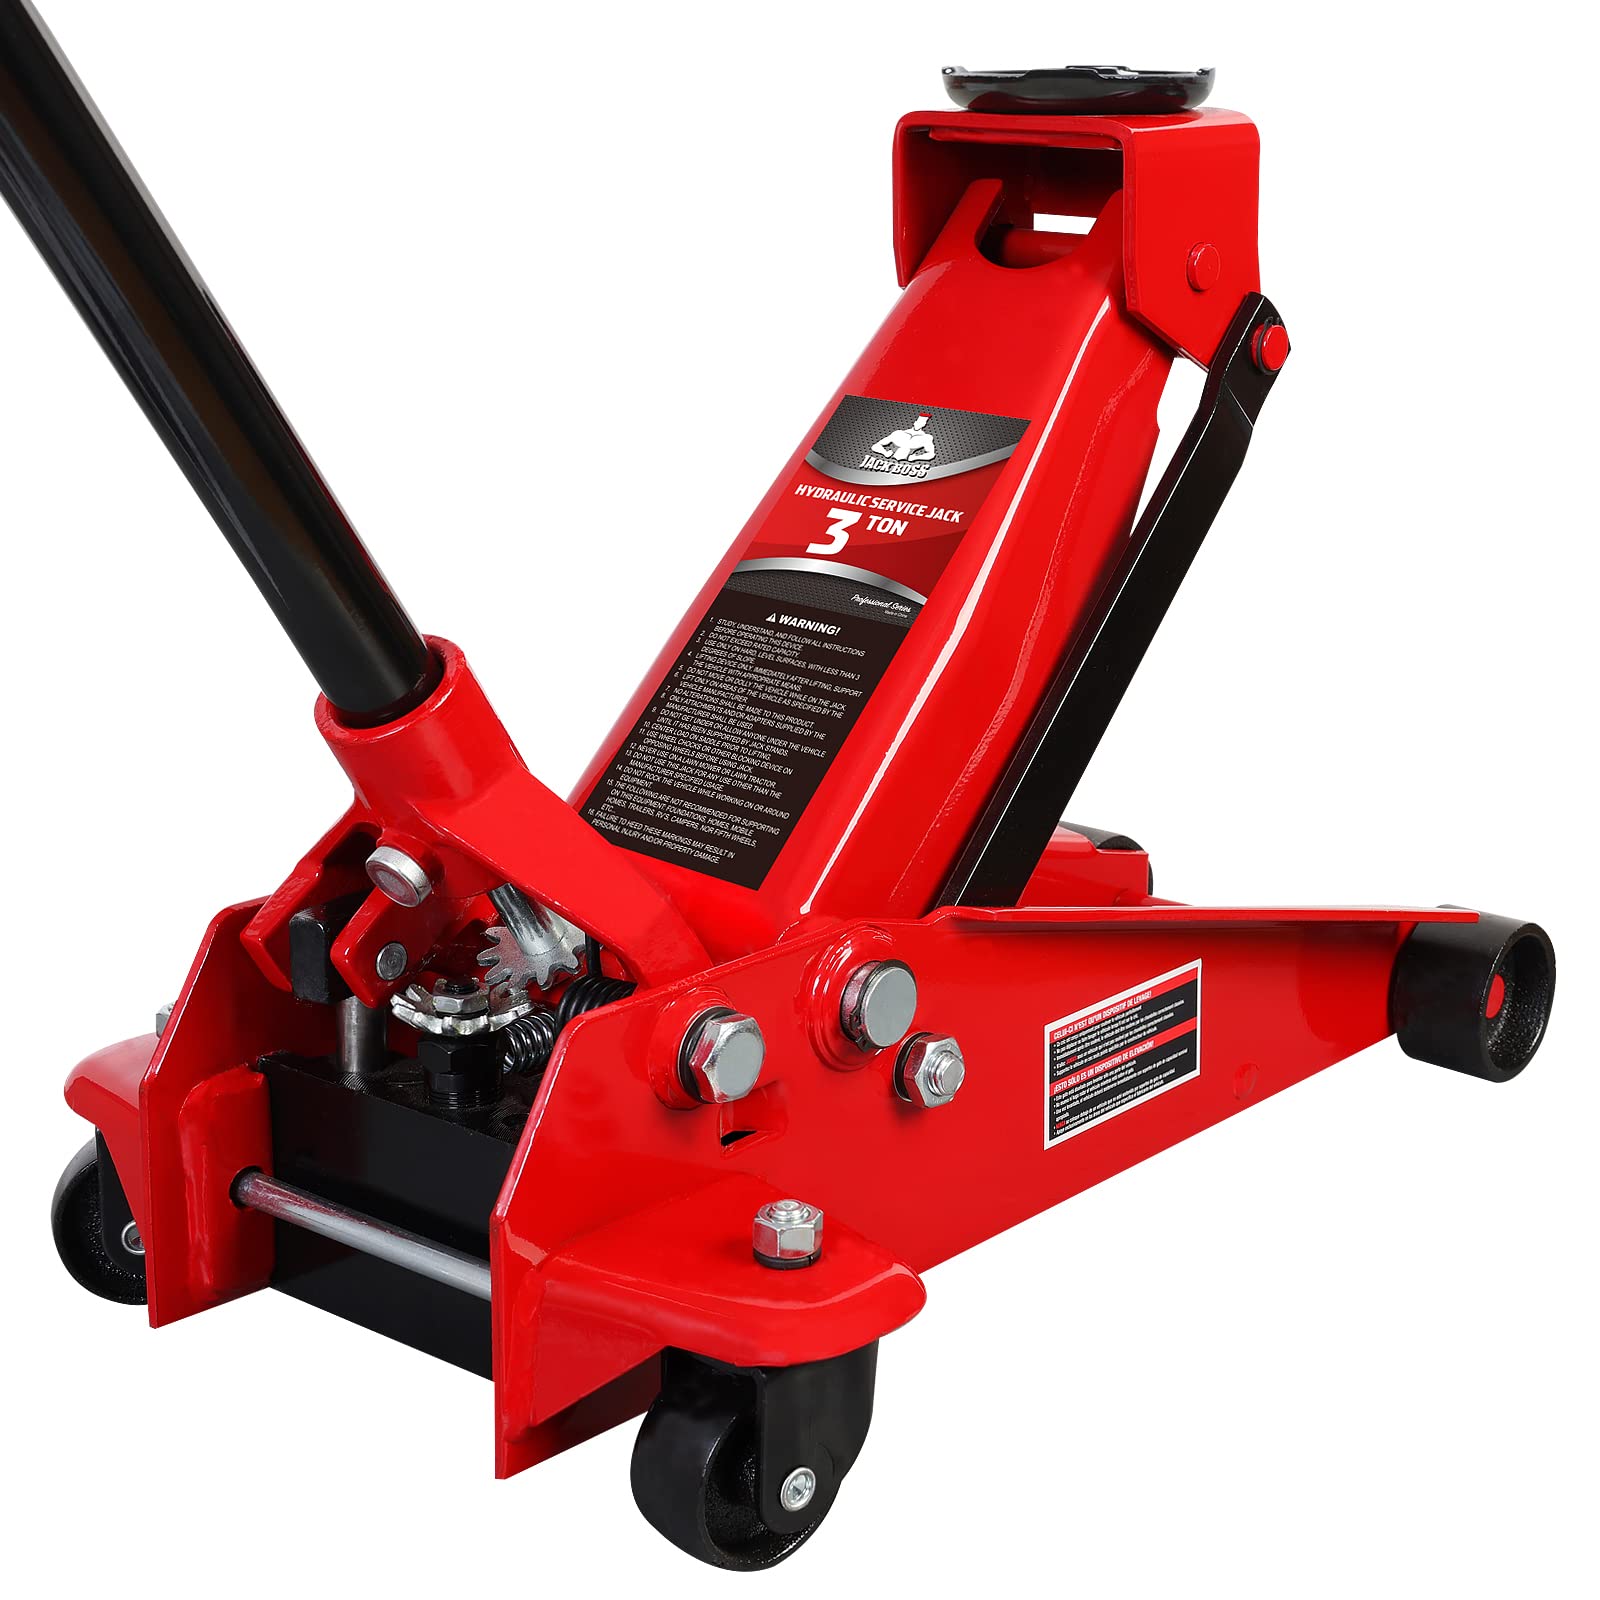 JACK BOSS
HYDRAULIC SERVICE JACK
3 TON
Professional Series
Made in China
WARNING!
1. STUDY, UNDERSTAND, AND FOLLOW ALL INSTRUCTIONS
BEFORE OPERATING THIS DEVICE.
2. DO NOT EXCEED RATED CAPACITY.
3. USE ONLY ON HARD, LEVEL SURFACES, WITH LESS THAN 3
DEGREES OF SLOPE.
4. LIFTING DEVICE ONLY. IMMEDIATELY AFTER LIFTING, SUPPORT
THE VEHICLE WITH APPROPRIATE MEANS.
5. DO NOT MOVE OR DOLLY THE VEHICLE WHILE ON THE JACK.
6. LIFT ONLY ON AREAS OF THE VEHICLE AS SPECIFIED BY THE
VEHICLE MANUFACTURER.
7. NO ALTERATIONS SHALL BE MADE TO THIS PRODUCT.
8. ONLY ATTACHMENTS AND/OR ADAPTERS SUPPLIED BY THE
MANUFACTURER SHALL BE USED.
9. DO NOT GET UNDER OR ALLOW ANYONE UNDER THE VEHICLE
UNTIL IT HAS BEEN SUPPORTED BY JACK STANDS.
10. CENTER LOAD ON SADDLE PRIOR TO LIFTING.
11. USE WHEEL CHOCKS OR OTHER BLOCKING DEVICE ON
OPPOSING WHEELS BEFORE USING JACK.
12. NEVER USE ON A LAWN MOWER OR LAWN TRACTOR.
13. DO NOT USE THIS JACK FOR ANY USE OTHER THAN THE
MANUFACTURER SPECIFIED USAGE.
14. DO NOT ROCK THE VEHICLE WHILE WORKING ON OR AROUND
EQUIPMENT.
15. THE FOLLOWING ARE NOT RECOMMENDED FOR SUPPORTING
ON THIS EQUIPMENT: FOUNDATIONS, HOMES, MOBILE
HOMES, TRAILERS, RV'S, CAMPERS, NOR FIFTH WHEELS,
ETC..
16. FAILURE TO HEED THESE MARKINGS MAY RESULT IN
PERSONAL INJURY AND/OR PROPERTY DAMAGE.
CELUI-CI N'EST QU'UN DISPOSITIF DE LEVAGE!
¡ESTO SÓLO ES UN DISPOSITIVO DE ELEVACIÓN!